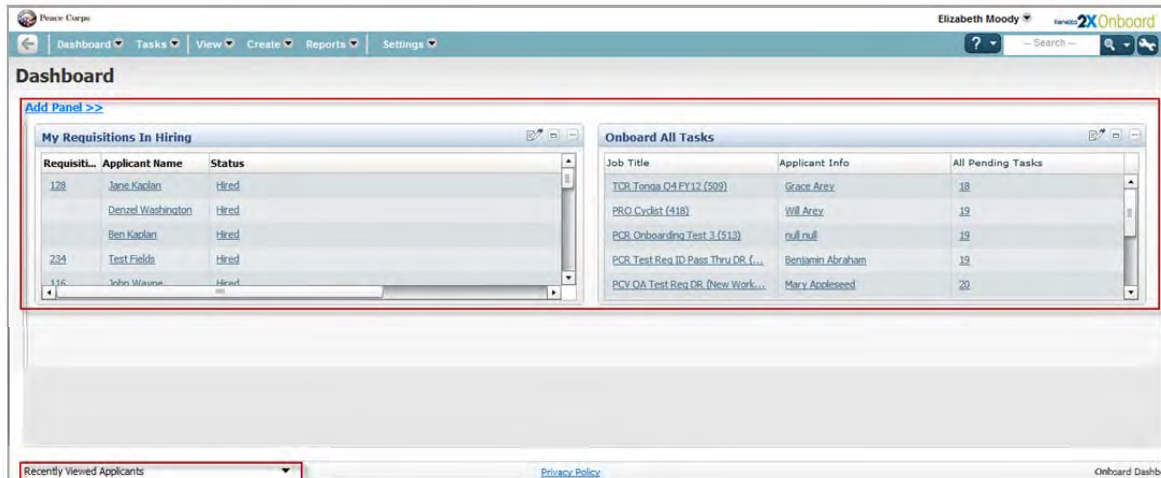 Peace Corps
Elizabeth Moody
Kenexa 2X Onboard
Dashboard Tasks View Create Reports Settings
? -- Search --
Dashboard
Add Panel >>
My Requisitions In Hiring
Requisiti... Applicant Name Status
128 Jane Kaplan Hired
Denzel Washington Hired
Ben Kaplan Hired
234 Test Fields Hired
116 John Wayne Hired
Onboard All Tasks
Job Title Applicant Info All Pending Tasks
TCR Tonga Q4 FY12 (509) Grace Arey 18
PRO Cyclist (418) Will Arey 19
PCR Onboarding Test 3 (513) null null 19
PCR Test Req ID Pass Thru DR (... Benjamin Abraham 19
PCV QA Test Req DR (New Work... Mary Appleseed 20
Recently Viewed Applicants
Privacy Policy
Onboard Dashb